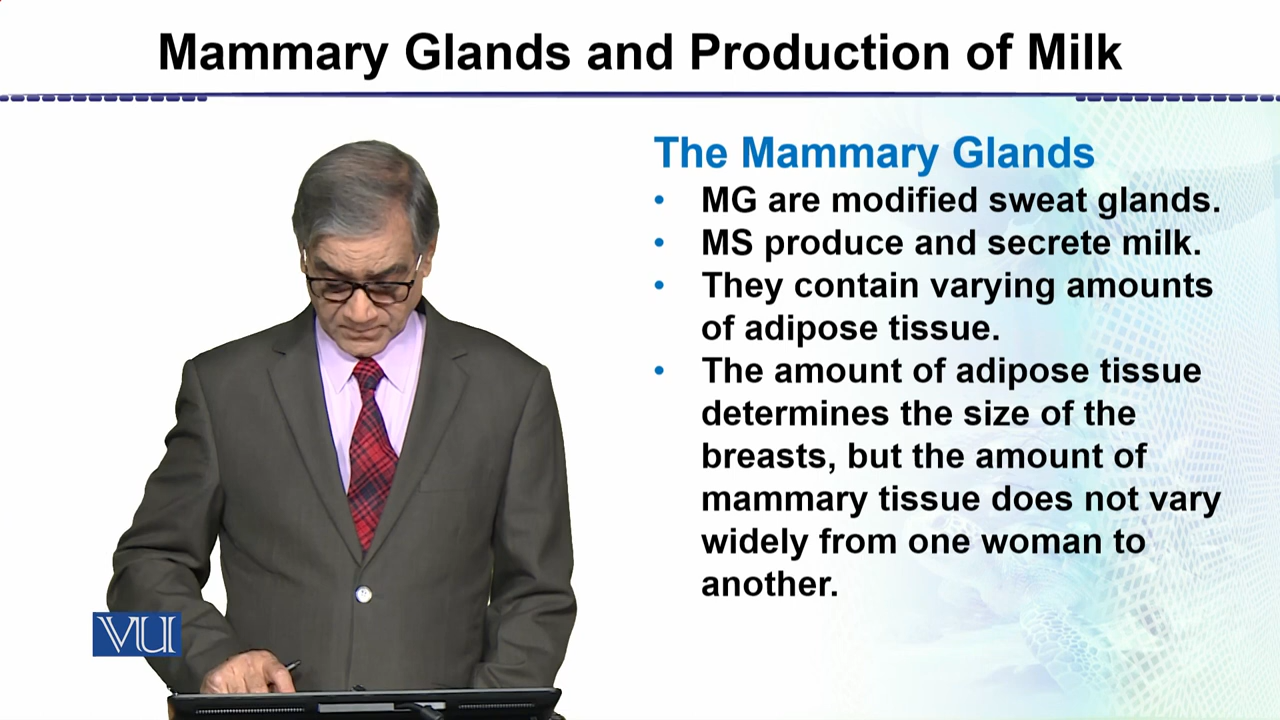 Mammary Glands and Production of Milk
The Mammary Glands
• MG are modified sweat glands.
• MS produce and secrete milk.
• They contain varying amounts
of adipose tissue.
• The amount of adipose tissue
determines the size of the
breasts, but the amount of
mammary tissue does not vary
widely from one woman to
another.
VU